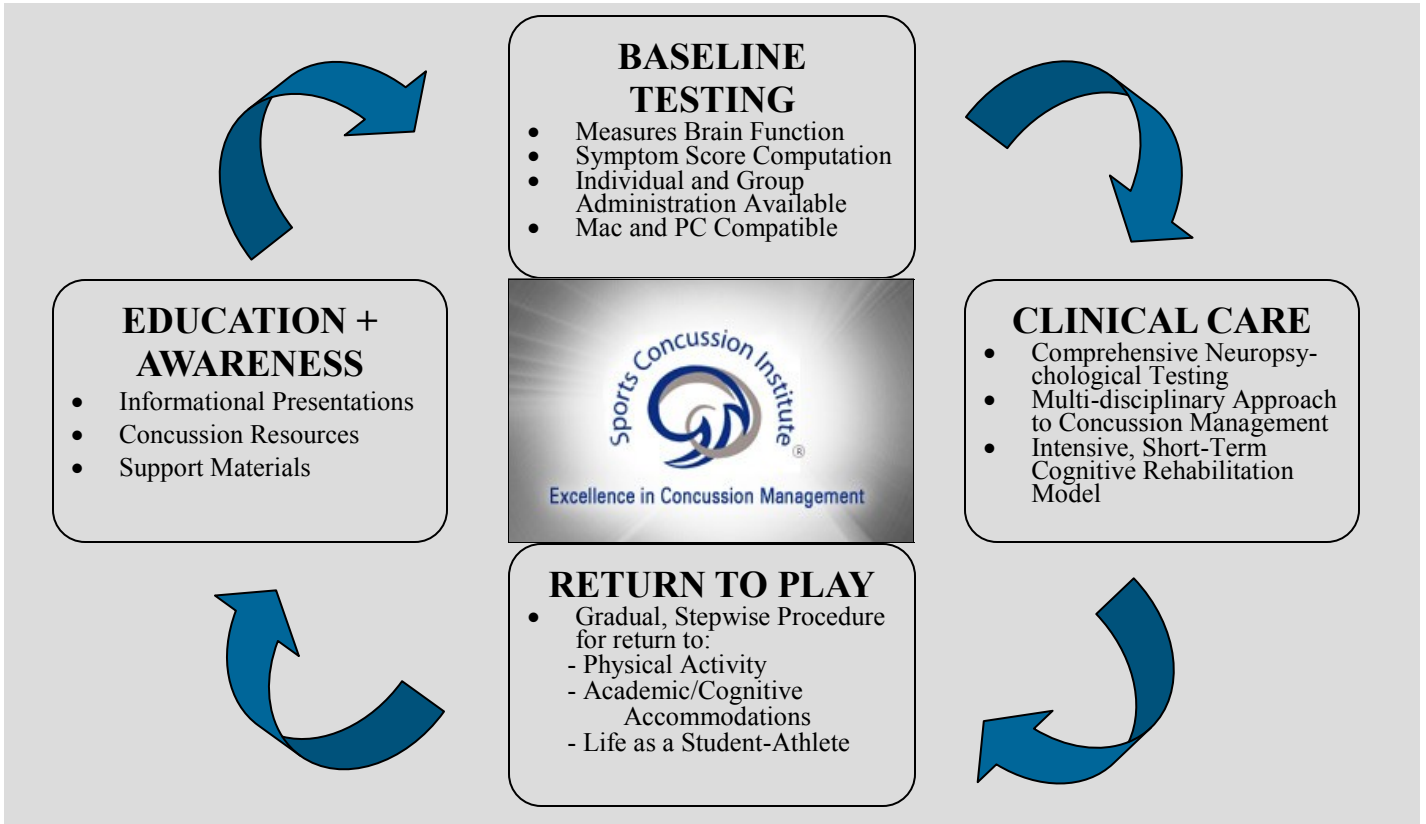 BASELINE
TESTING
• Measures Brain Function
• Symptom Score Computation
• Individual and Group
Administration Available
• Mac and PC Compatible
EDUCATION +
AWARENESS
• Informational Presentations
• Concussion Resources
• Support Materials
Sports Concussion Institute
®
Excellence in Concussion Management
CLINICAL CARE
• Comprehensive Neuropsy-
chological Testing
• Multi-disciplinary Approach
to Concussion Management
• Intensive, Short-Term
Cognitive Rehabilitation
Model
RETURN TO PLAY
• Gradual, Stepwise Procedure
for return to:
- Physical Activity
- Academic/Cognitive
Accommodations
- Life as a Student-Athlete